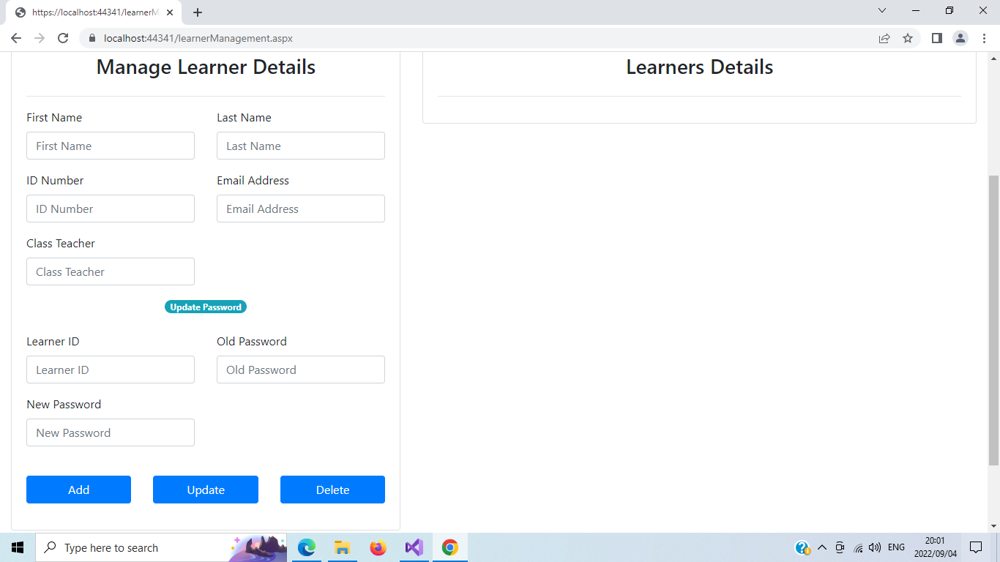 https://localhost:44341/learnerM
localhost:44341/learnerManagement.aspx
Manage Learner Details
Learners Details
First Name
Last Name
First Name
Last Name
ID Number
Email Address
ID Number
Email Address
Class Teacher
Class Teacher
Update Password
Learner ID
Old Password
Learner ID
Old Password
New Password
New Password
Add
Update
Delete
Type here to search
ENG
20:01
2022/09/04